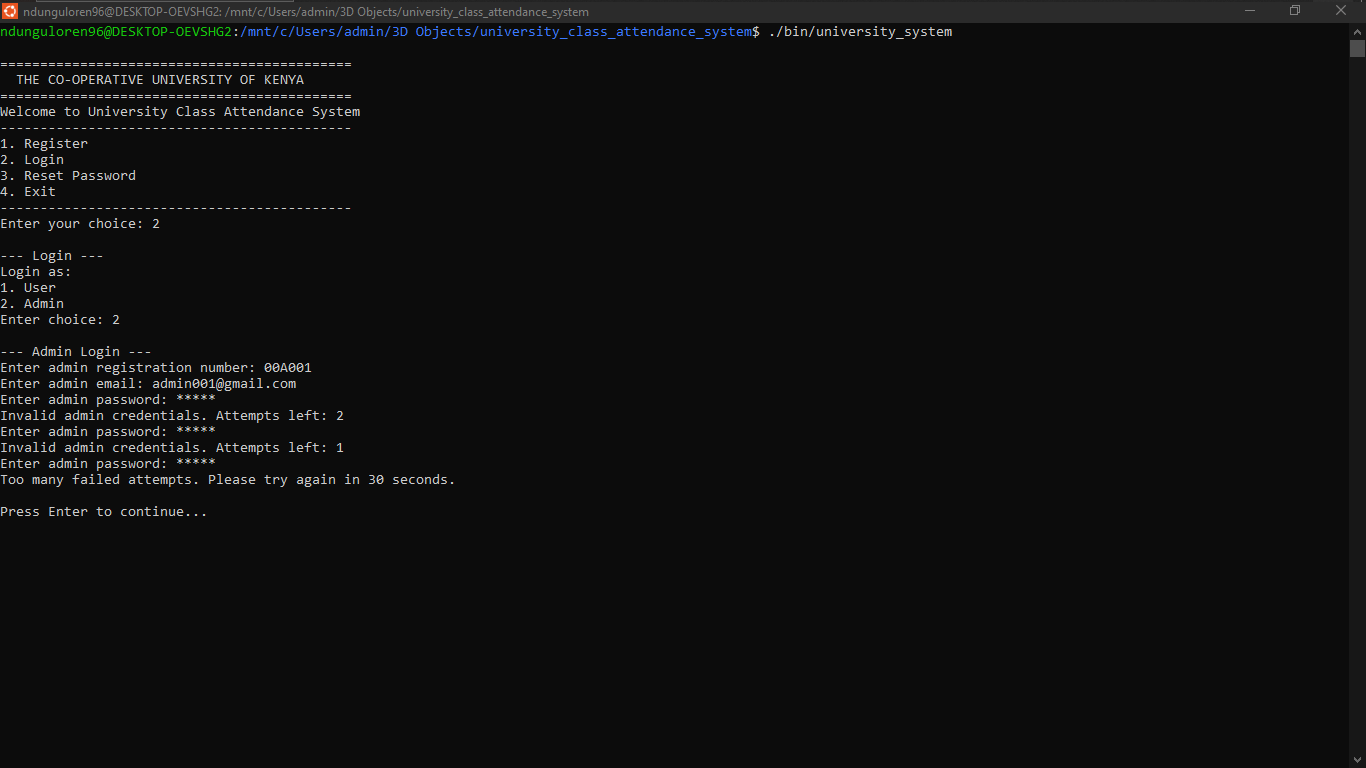 ndunguloren96@DESKTOP-OEVSHG2: /mnt/c/Users/admin/3D Objects/university_class_attendance_system
ndunguloren96@DESKTOP-OEVSHG2:/mnt/c/Users/admin/3D Objects/university_class_attendance_system$ ./bin/university_system
============================================
  THE CO-OPERATIVE UNIVERSITY OF KENYA
============================================
Welcome to University Class Attendance System
--------------------------------------------
1. Register
2. Login
3. Reset Password
4. Exit
--------------------------------------------
Enter your choice: 2
--- Login ---
Login as:
1. User
2. Admin
Enter choice: 2
--- Admin Login ---
Enter admin registration number: 00A001
Enter admin email: admin001@gmail.com
Enter admin password: *****
Invalid admin credentials. Attempts left: 2
Enter admin password: *****
Invalid admin credentials. Attempts left: 1
Enter admin password: *****
Too many failed attempts. Please try again in 30 seconds.
Press Enter to continue...